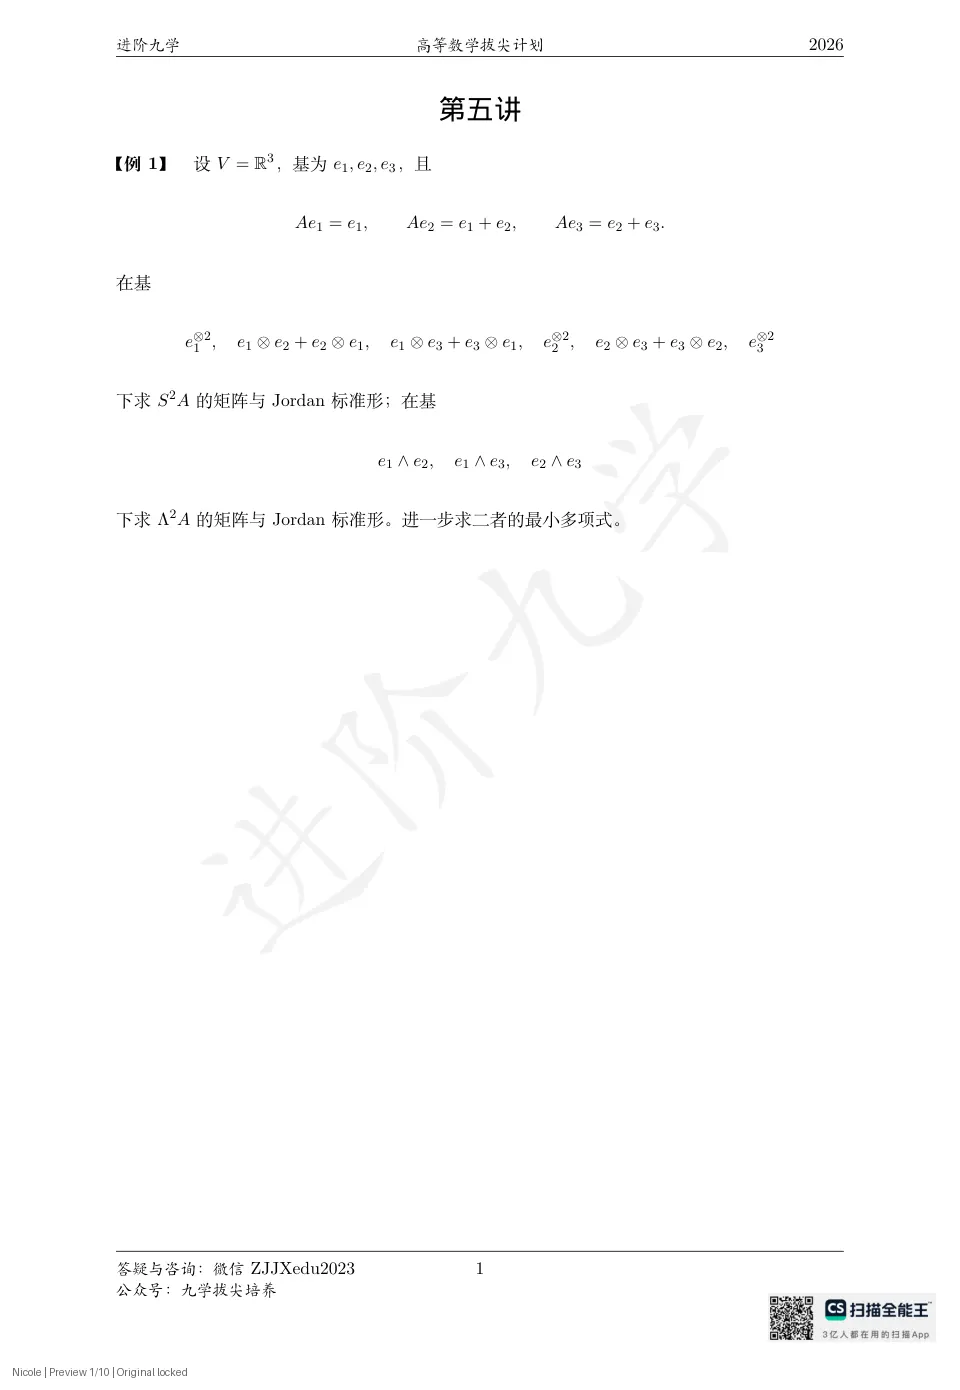 进阶九学 高等数学拔尖计划 2026
第五讲
【例 1】 设 V = ℝ³, 基为 e₁, e₂, e₃, 且
Ae₁ = e₁, Ae₂ = e₁ + e₂, Ae₃ = e₂ + e₃.
在基
e₁^{⊗2}, e₁ ⊗ e₂ + e₂ ⊗ e₁, e₁ ⊗ e₃ + e₃ ⊗ e₁, e₂^{⊗2}, e₂ ⊗ e₃ + e₃ ⊗ e₂, e₃^{⊗2}
下求 S²A 的矩阵与 Jordan 标准形；在基
e₁ ∧ e₂, e₁ ∧ e₃, e₂ ∧ e₃
下求 Λ²A 的矩阵与 Jordan 标准形。进一步求二者的最小多项式。
进阶九学
答疑与咨询：微信 ZJJXedu2023 1
公众号：九学拔尖培养
CS 扫描全能王™
3亿人都在用的扫描App
Nicole | Preview 1/10 | Original locked